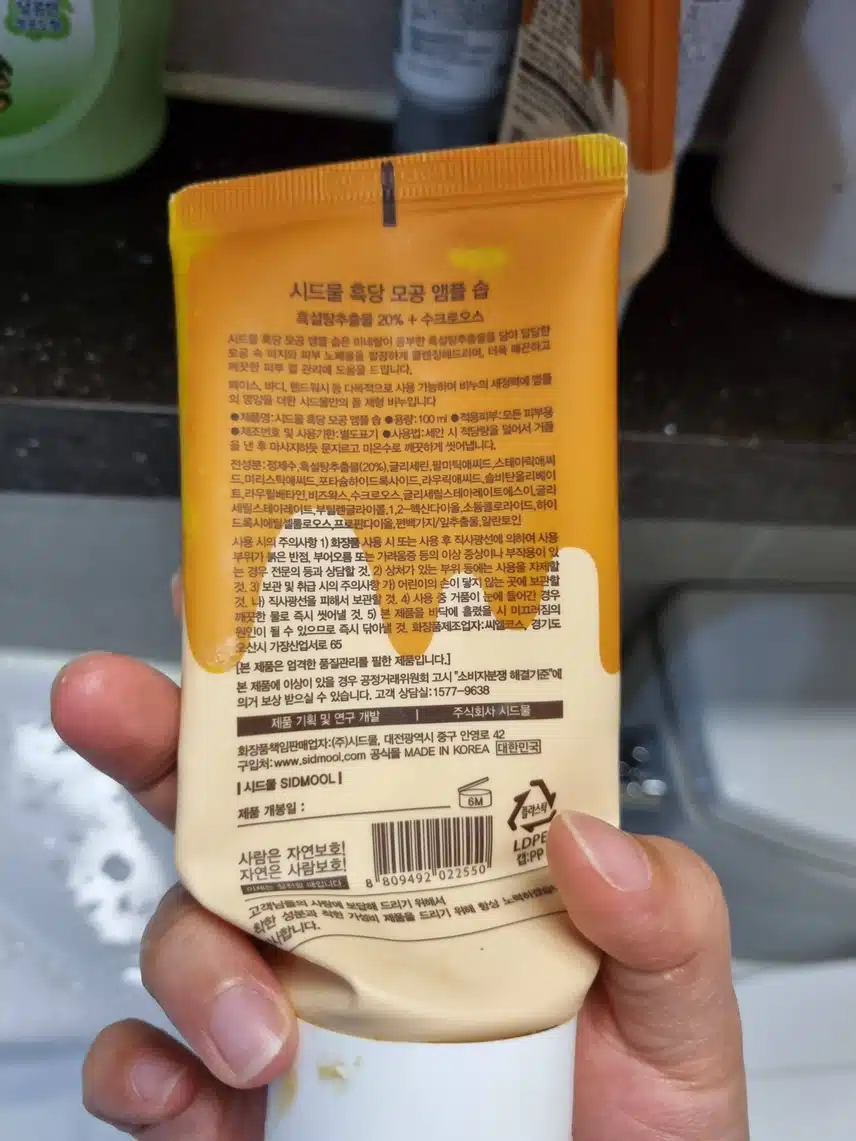 시드물 흑당 모공 앰플 솝
흑설탕추출물 20% + 수크로오스
시드물 흑당 모공 앰플 솝은 미네랄이 풍부한 흑설탕추출물을 담아 답답한
모공 속 피지와 피부 노폐물을 말끔하게 클렌징해드리며, 더욱 매끈하고
깨끗한 피부 결 관리에 도움을 드립니다.
페이스, 바디, 핸드워시 등 다목적으로 사용 가능하며 비누의 세정력에 앰플
의 영양을 더한 시드물만의 폼 제형 비누입니다
●제품명:시드물 흑당 모공 앰플 솝 ●용량:100 ml ●적용피부:모든 피부용
●제조번호 및 사용기한:별도표기 ●사용법:세안 시 적당량을 덜어서 거품
을 낸 후 마사지하듯 문지르고 미온수로 깨끗하게 씻어냅니다.
전성분:정제수,흑설탕추출물(20%),글리세린,팔미틱애씨드,스테아릭애씨
드,미리스틱애씨드,포타슘하이드록사이드,라우릭애씨드,솔비탄올리베이
트,라우릴베타인,비즈왁스,수크로오스,글리세릴스테아레이트에스이,글리
세릴스테아레이트,부틸렌글라이콜,1,2-헥산다이올,소듐클로라이드,하이
드록시에틸셀룰로오스,프로판다이올,편백가지/잎추출물,알란토인
사용 시의 주의사항 1) 화장품 사용 시 또는 사용 후 직사광선에 의하여 사용
부위가 붉은 반점, 부어오름 또는 가려움증 등의 이상 증상이나 부작용이 있
는 경우 전문의 등과 상담할 것. 2) 상처가 있는 부위 등에는 사용을 자제할
것. 3) 보관 및 취급 시의 주의사항 가) 어린이의 손이 닿지 않는 곳에 보관할
것. 나) 직사광선을 피해서 보관할 것. 4) 사용 중 거품이 눈에 들어간 경우
깨끗한 물로 즉시 씻어낼 것. 5) 본 제품을 바닥에 흘렸을 시 미끄러짐의
원인이 될 수 있으므로 즉시 닦아낼 것. 화장품제조업자:씨엘코스, 경기도
오산시 가장산업서로 65
[본 제품은 엄격한 품질관리를 필한 제품입니다.]
본 제품에 이상이 있을 경우 공정거래위원회 고시 "소비자분쟁 해결기준"에
의거 보상 받으실 수 있습니다. 고객 상담실:1577-9638
제품 기획 및 연구 개발 | 주식회사 시드물
화장품책임판매업자:(주)시드물, 대전광역시 중구 안영로 42
구입처:www.sidmool.com 공식몰 MADE IN KOREA 대한민국
| 시드물 SIDMOOL |
제품 개봉일 :
6M
플라스틱
LDPE
캡:PP
사람은 자연보호!
자연은 사람보호!
8 809492 022550
고객님들의 사랑에 보답해 드리기 위해서
착한 성분과 착한 가성비 제품을 드리기 위해 항상 노력하겠습니다.